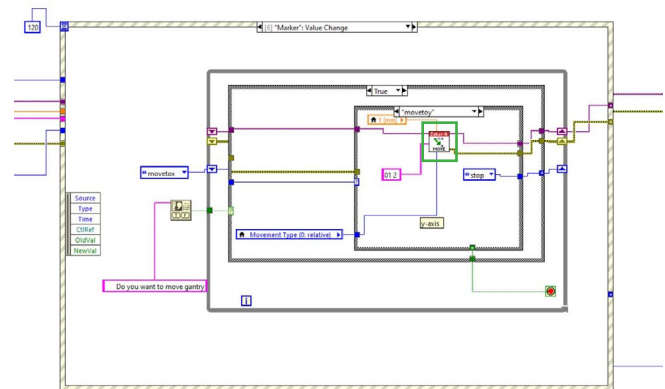 120
[6] "Marker": Value Change
True
"movetoy"
MOVE
movetox
01 2
stop
Source
Type
Time
CtlRef
OldVal
NewVal
Movement Type (0: relative)
y-axis
Do you want to move gantry
i